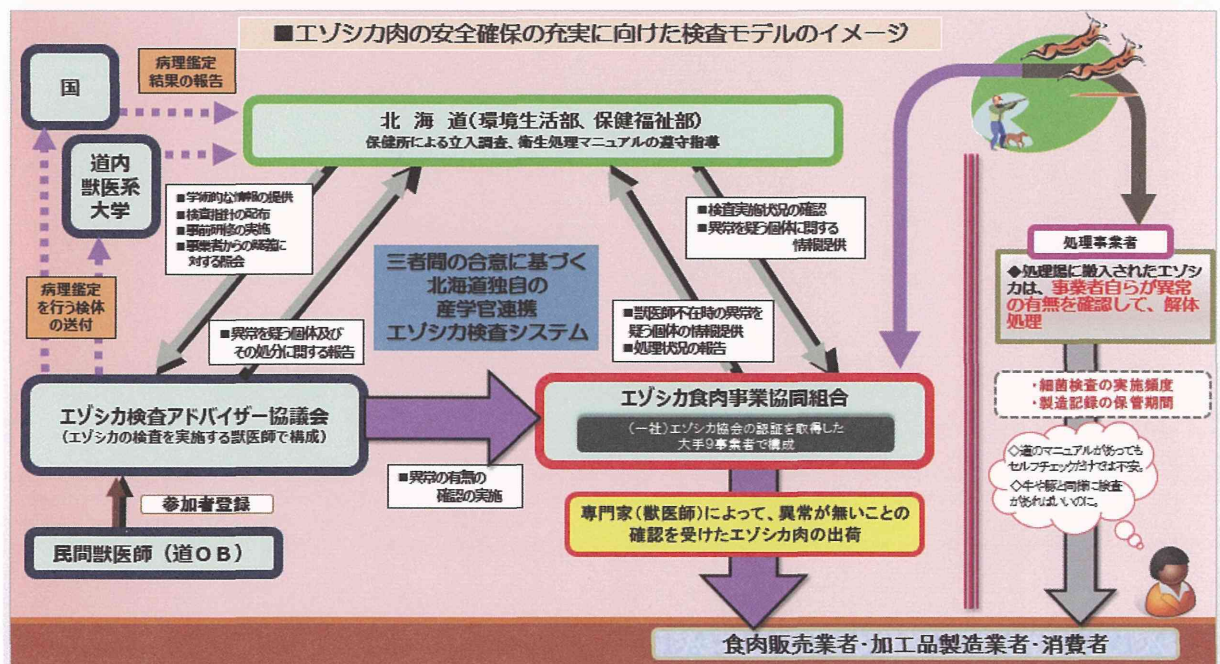 ■エゾシカ肉の安全確保の充実に向けた検査モデルのイメージ
国
病理鑑定
結果の報告
道内
獣医系
大学
北 海 道(環境生活部、保健福祉部)
保健所による立入調査、衛生処理マニュアルの遵守指導
■学術的な情報の提供
■検査指針の配布
■事前研修の実施
■事業者からの疑義に
対する照会
■検査実施状況の確認
■異常を疑う個体に関する
情報提供
三者間の合意に基づく
北海道独自の
産学官連携
エゾシカ検査システム
病理鑑定
を行う検体
の送付
■異常を疑う個体及び
その処分に関する報告
■獣医師不在時の異常を
疑う個体の情報提供
■処理状況の報告
エゾシカ検査アドバイザー協議会
(エゾシカの検査を実施する獣医師で構成)
エゾシカ食肉事業協同組合
(一社)エゾシカ協会の認証を取得した
大手9事業者で構成
■異常の有無の
確認の実施
参加者登録
民間獣医師(道OB)
専門家(獣医師)によって、異常が無いことの
確認を受けたエゾシカ肉の出荷
処理事業者
◆処理場に搬入されたエゾシ
カは、事業者自らが異常
の有無を確認して、解体
処理
・細菌検査の実施頻度
・製造記録の保管期間
◇道のマニュアルがあっても
セルフチェックだけでは不安。
◇牛や豚と同様に検査
があればいいのに。
食肉販売業者・加工品製造業者・消費者